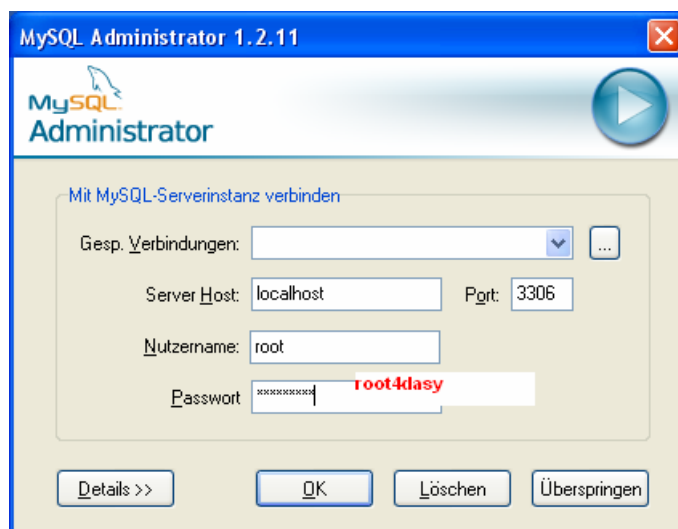 MySQL Administrator 1.2.11
MySQL
Administrator
Mit MySQL-Serverinstanz verbinden
Gesp. Verbindungen:
...
Server Host: localhost Port: 3306
Nutzername: root
Passwort ********* root4dasy
Details >> OK Löschen Überspringen